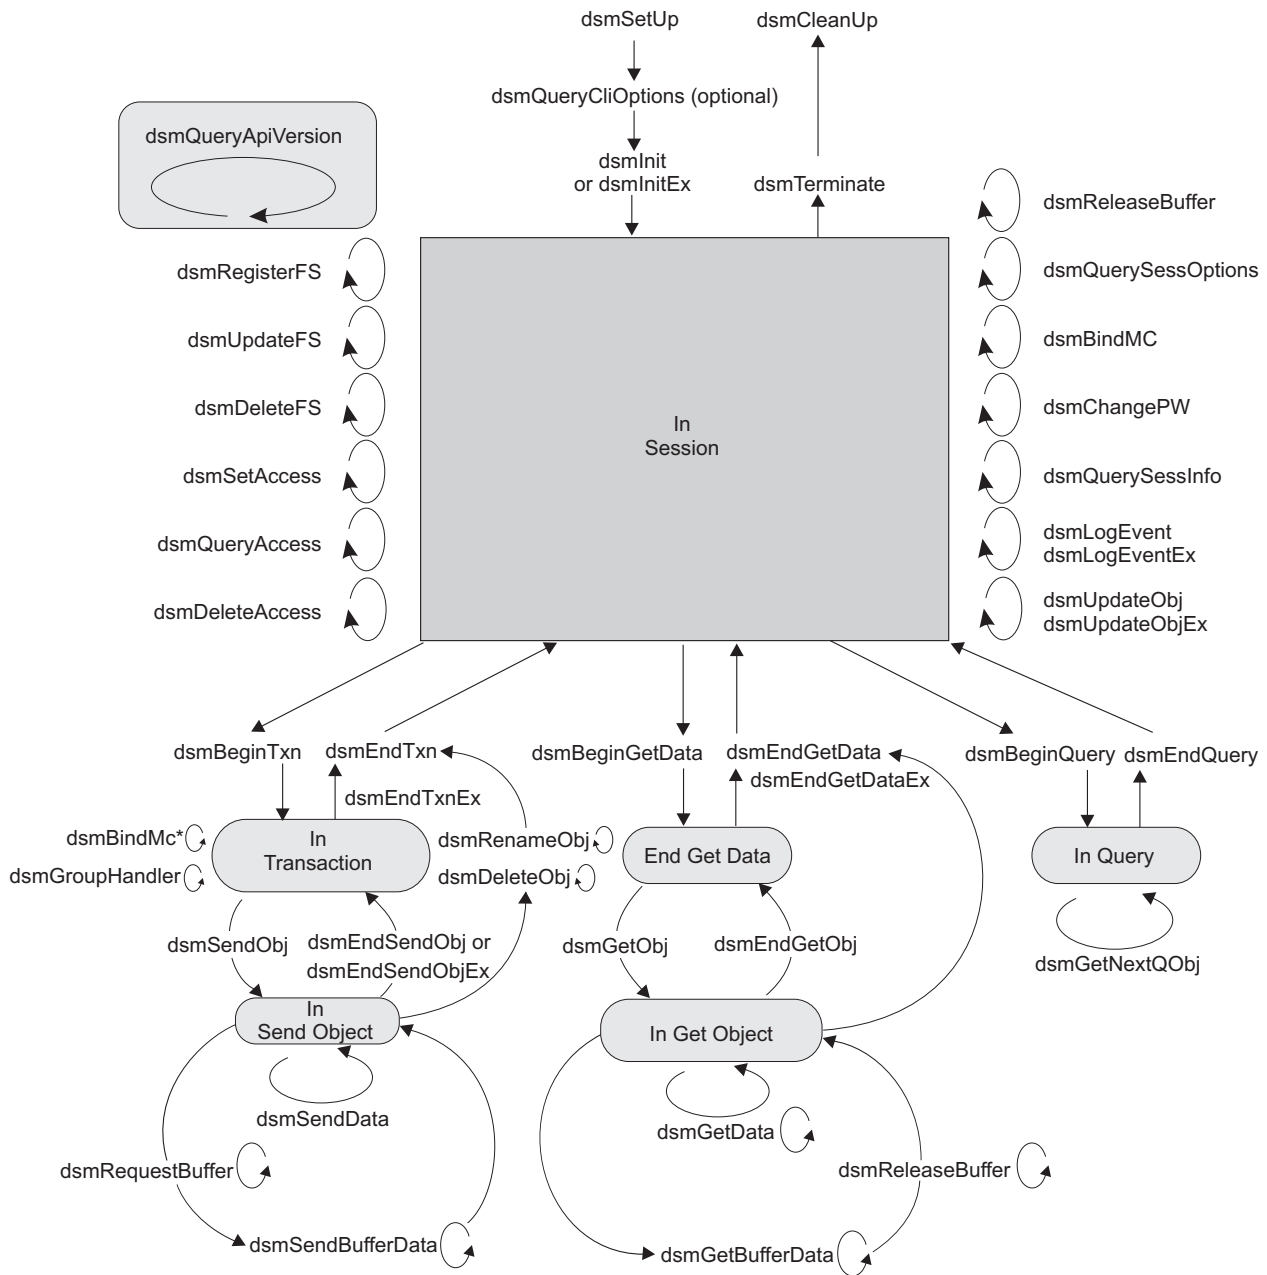 dsmSetUp
dsmCleanUp
dsmQueryCliOptions (optional)
dsmQueryApiVersion
dsmInit
or dsmInitEx
dsmTerminate
dsmReleaseBuffer
dsmRegisterFS
dsmQuerySessOptions
dsmUpdateFS
dsmBindMC
dsmDeleteFS
dsmChangePW
In
Session
dsmSetAccess
dsmQuerySessInfo
dsmQueryAccess
dsmLogEvent
dsmLogEventEx
dsmDeleteAccess
dsmUpdateObj
dsmUpdateObjEx
dsmBeginTxn
dsmEndTxn
dsmBeginGetData
dsmEndGetData
dsmBeginQuery
dsmEndQuery
dsmEndTxnEx
dsmEndGetDataEx
dsmBindMc*
In
Transaction
dsmRenameObj
End Get Data
In Query
dsmGroupHandler
dsmDeleteObj
dsmSendObj
dsmEndSendObj or
dsmEndSendObjEx
dsmGetObj
dsmEndGetObj
dsmGetNextQObj
In
Send Object
In Get Object
dsmSendData
dsmGetData
dsmRequestBuffer
dsmReleaseBuffer
dsmSendBufferData
dsmGetBufferData